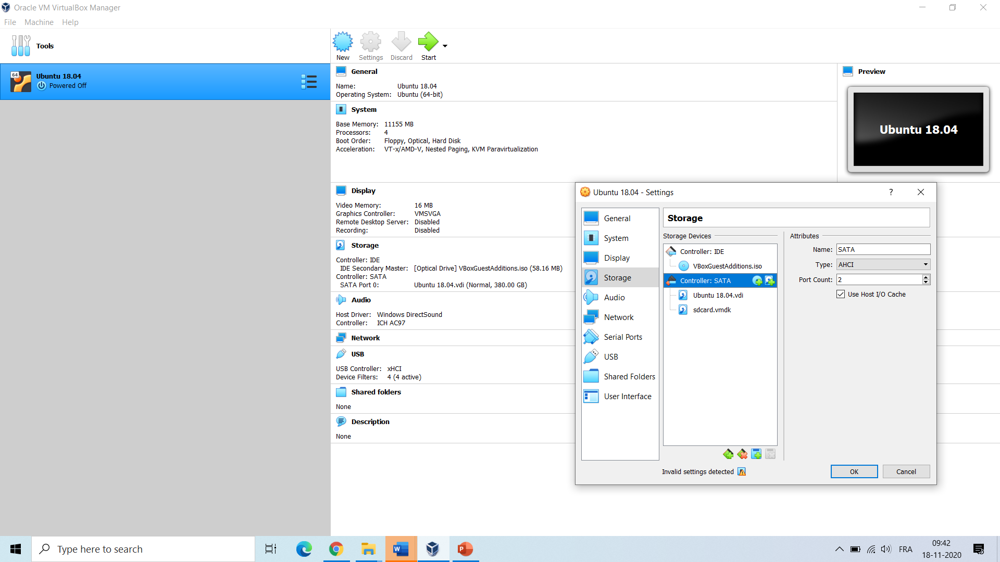 Oracle VM VirtualBox Manager
File Machine Help
Tools
64
Ubuntu 18.04
Powered Off
New Settings Discard Start
General
Name: Ubuntu 18.04
Operating System: Ubuntu (64-bit)
System
Base Memory: 11155 MB
Processors: 4
Boot Order: Floppy, Optical, Hard Disk
Acceleration: VT-x/AMD-V, Nested Paging, KVM Paravirtualization
Preview
Ubuntu 18.04
Display
Video Memory: 16 MB
Graphics Controller: VMSVGA
Remote Desktop Server: Disabled
Recording: Disabled
Storage
Controller: IDE
IDE Secondary Master: [Optical Drive] VBoxGuestAdditions.iso (58.16 MB)
Controller: SATA
SATA Port 0: Ubuntu 18.04.vdi (Normal, 380.00 GB)
Audio
Host Driver: Windows DirectSound
Controller: ICH AC97
Network
USB
USB Controller: xHCI
Device Filters: 4 (4 active)
Shared folders
None
Description
None
Ubuntu 18.04 - Settings
?
General
System
Display
Storage
Audio
Network
Serial Ports
USB
Shared Folders
User Interface
Storage
Storage Devices
Controller: IDE
VBoxGuestAdditions.iso
Controller: SATA
Ubuntu 18.04.vdi
sdcard.vmdk
Attributes
Name: SATA
Type: AHCI
Port Count: 2
Use Host I/O Cache
Invalid settings detected
OK Cancel
Type here to search
W
P
FRA
09:42
18-11-2020